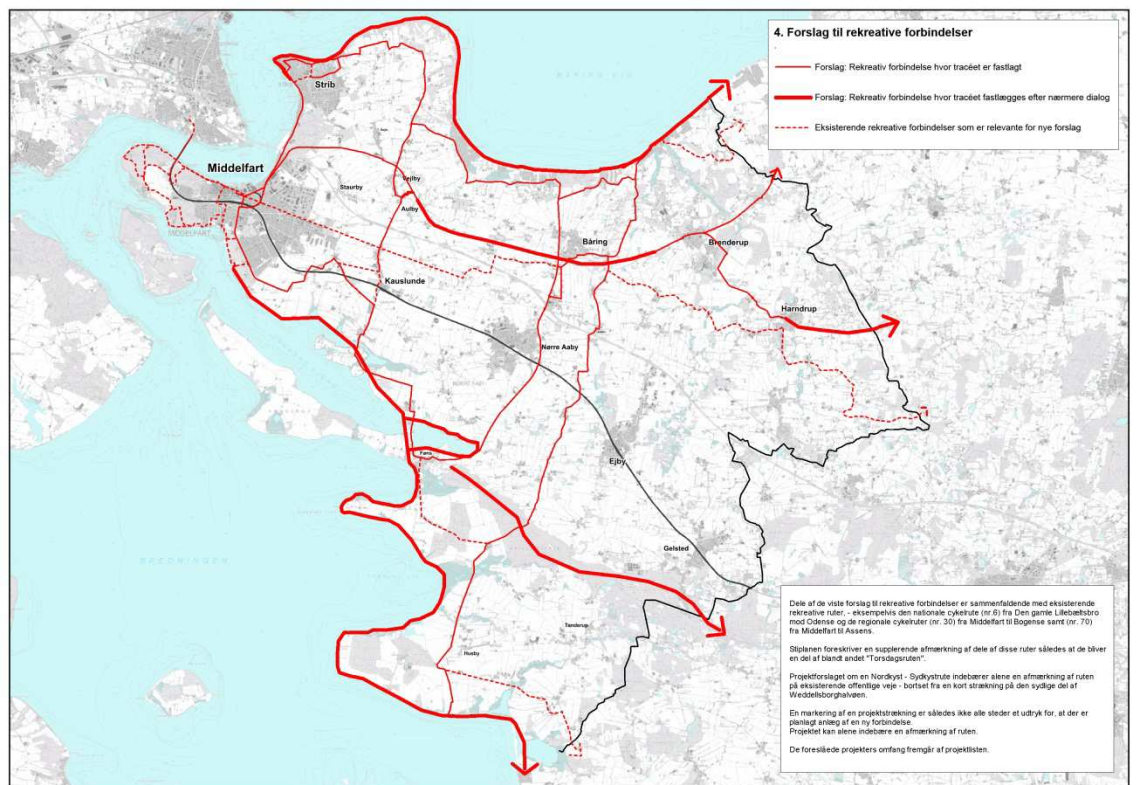 4. Forslag til rekreative forbindelser
Forslag: Rekreativ forbindelse hvor tracéet er fastlagt
Forslag: Rekreativ forbindelse hvor tracéet fastlægges efter nærmere dialog
Eksisterende rekreative forbindelser som er relevante for nye forslag
Strib
Middelfart
Staurby
Vejlby
Aulby
MIDDELFART
Båring
Brenderup
Kauslunde
Harndrup
Nørre Aaby
Føns
Ejby
BREDNINGEN
Gelsted
Tanderup
Husby
Dele af de viste forslag til rekreative forbindelser er sammenfaldende med eksisterende
rekreative ruter, - eksempelvis den nationale cykelrute (nr.6) fra Den gamle Lillebæltsbro
mod Odense og de regionale cykelruter (nr. 30) fra Middelfart til Bogense samt (nr. 70)
fra Middelfart til Assens.
Stiplanen foreskriver en supplerende afmærkning af dele af disse ruter således at de bliver
en del af blandt andet "Torsdagsruten".
Projektforslaget om en Nordkyst - Sydkystrute indebærer alene en afmærkning af ruten
på eksisterende offentlige veje - bortset fra en kort strækning på den sydlige del af
Weddellsborghalvøen.
En markering af en projektstrækning er således ikke alle steder et udtryk for, at der er
planlagt anlæg af en ny forbindelse.
Projektet kan alene indebære en afmærkning af ruten.
De foreslåede projekters omfang fremgår af projektlisten.